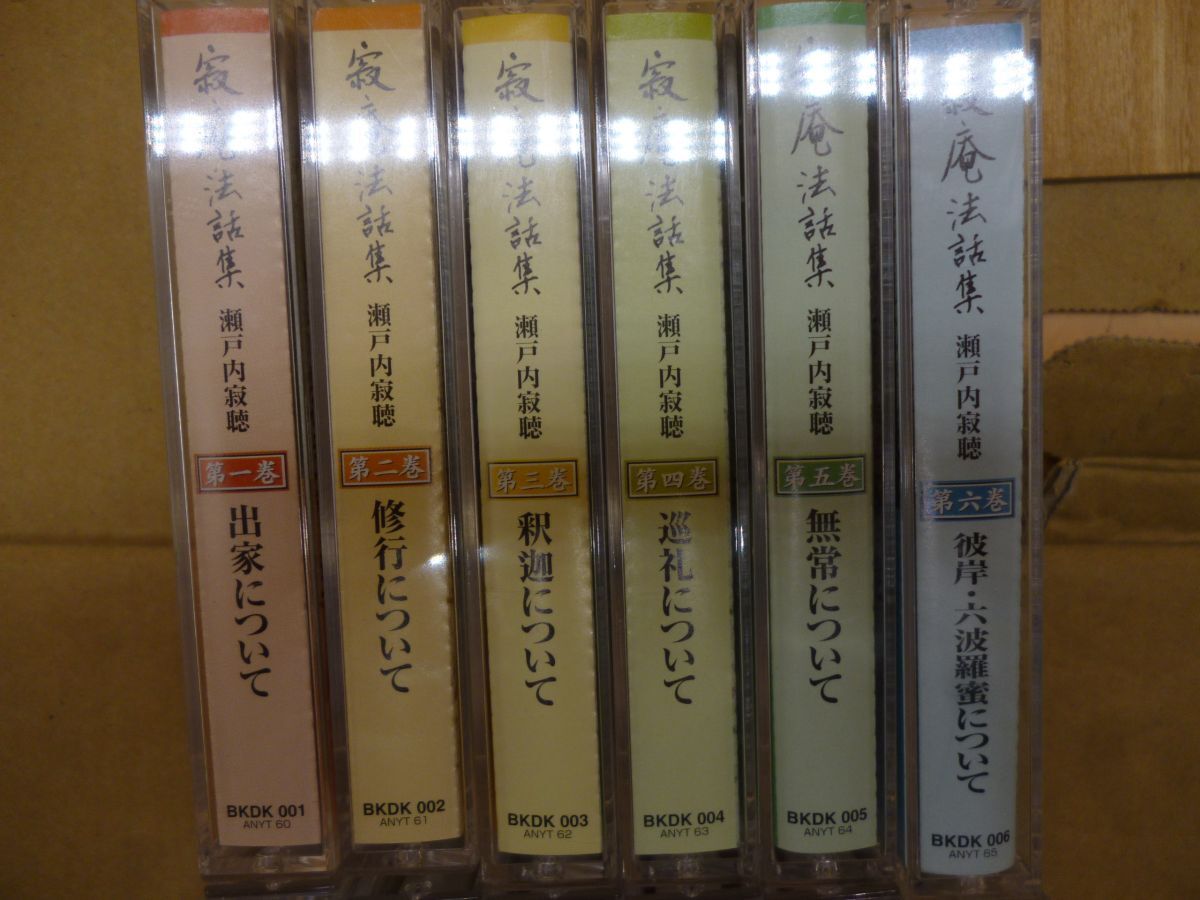 寂庵法話集 瀬戸内寂聴 第一巻 出家について
BKDK 001
ANYT 60
寂庵法話集 瀬戸内寂聴 第二巻 修行について
BKDK 002
ANYT 61
寂庵法話集 瀬戸内寂聴 第三巻 釈迦について
BKDK 003
ANYT 62
寂庵法話集 瀬戸内寂聴 第四巻 巡礼について
BKDK 004
ANYT 63
寂庵法話集 瀬戸内寂聴 第五巻 無常について
BKDK 005
ANYT 64
寂庵法話集 瀬戸内寂聴 第六巻 彼岸・六波羅蜜について
BKDK 006
ANYT 65